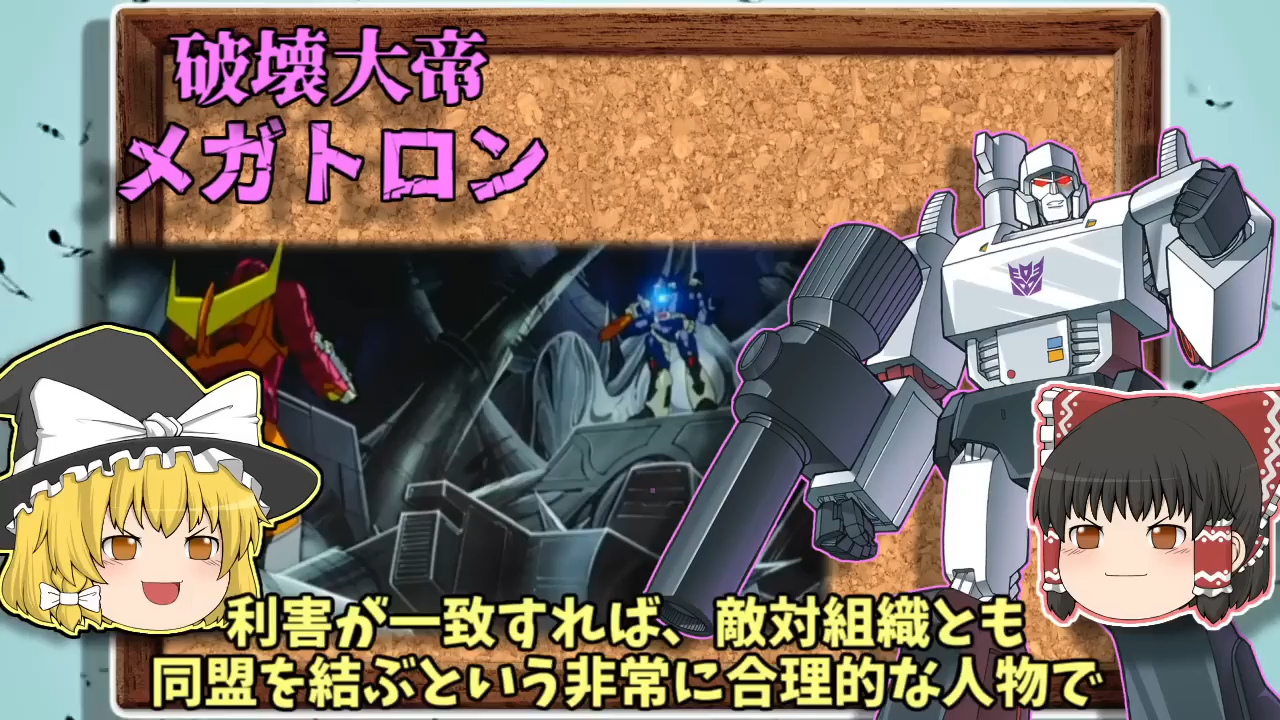 破壊大帝
メガトロン
利害が一致すれば、敵対組織とも
同盟を結ぶという非常に合理的な人物で